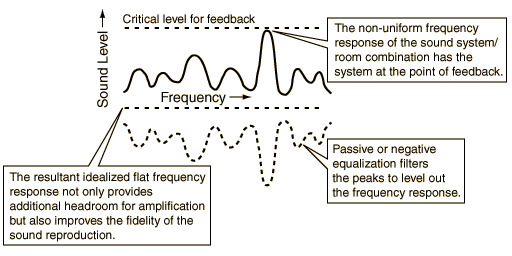 Critical level for feedback
Sound Level
Frequency
The non-uniform frequency
response of the sound system/
room combination has the
system at the point of feedback.
Passive or negative
equalization filters
the peaks to level out
the frequency response.
The resultant idealized flat frequency
response not only provides
additional headroom for amplification
but also improves the fidelity of the
sound reproduction.